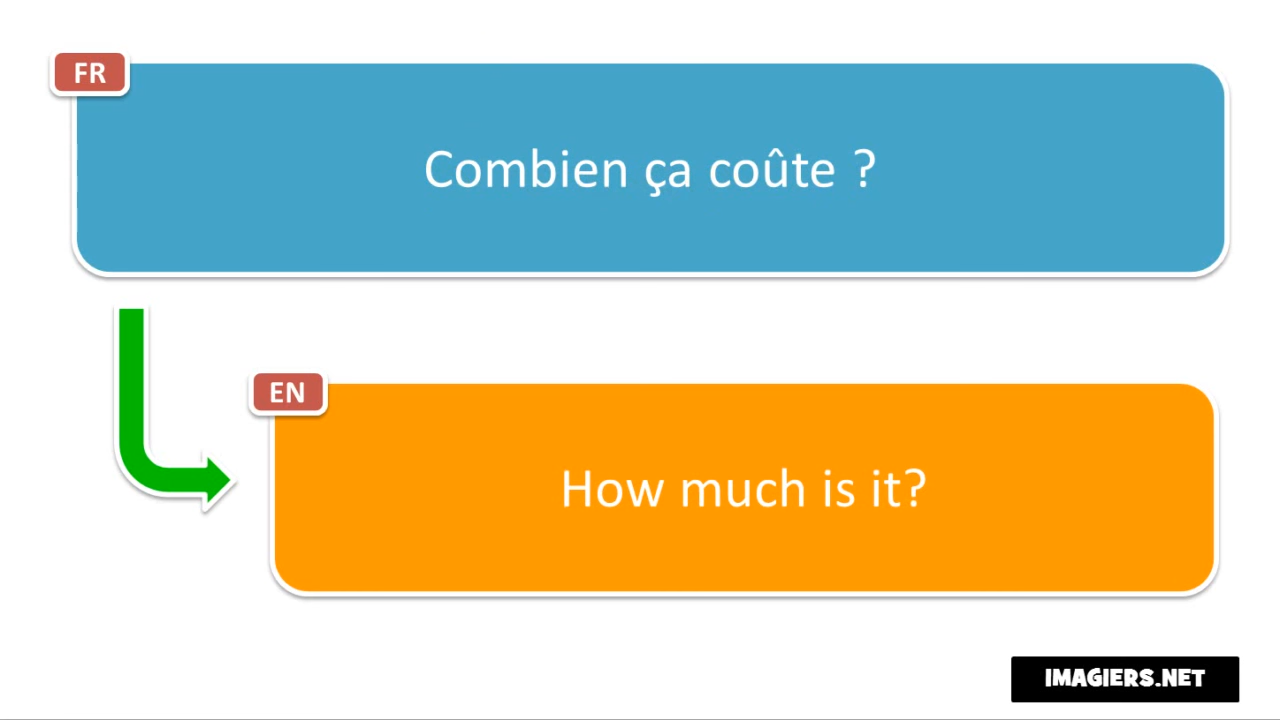 FR
Combien ça coûte ?
EN
How much is it?
IMAGIERS.NET